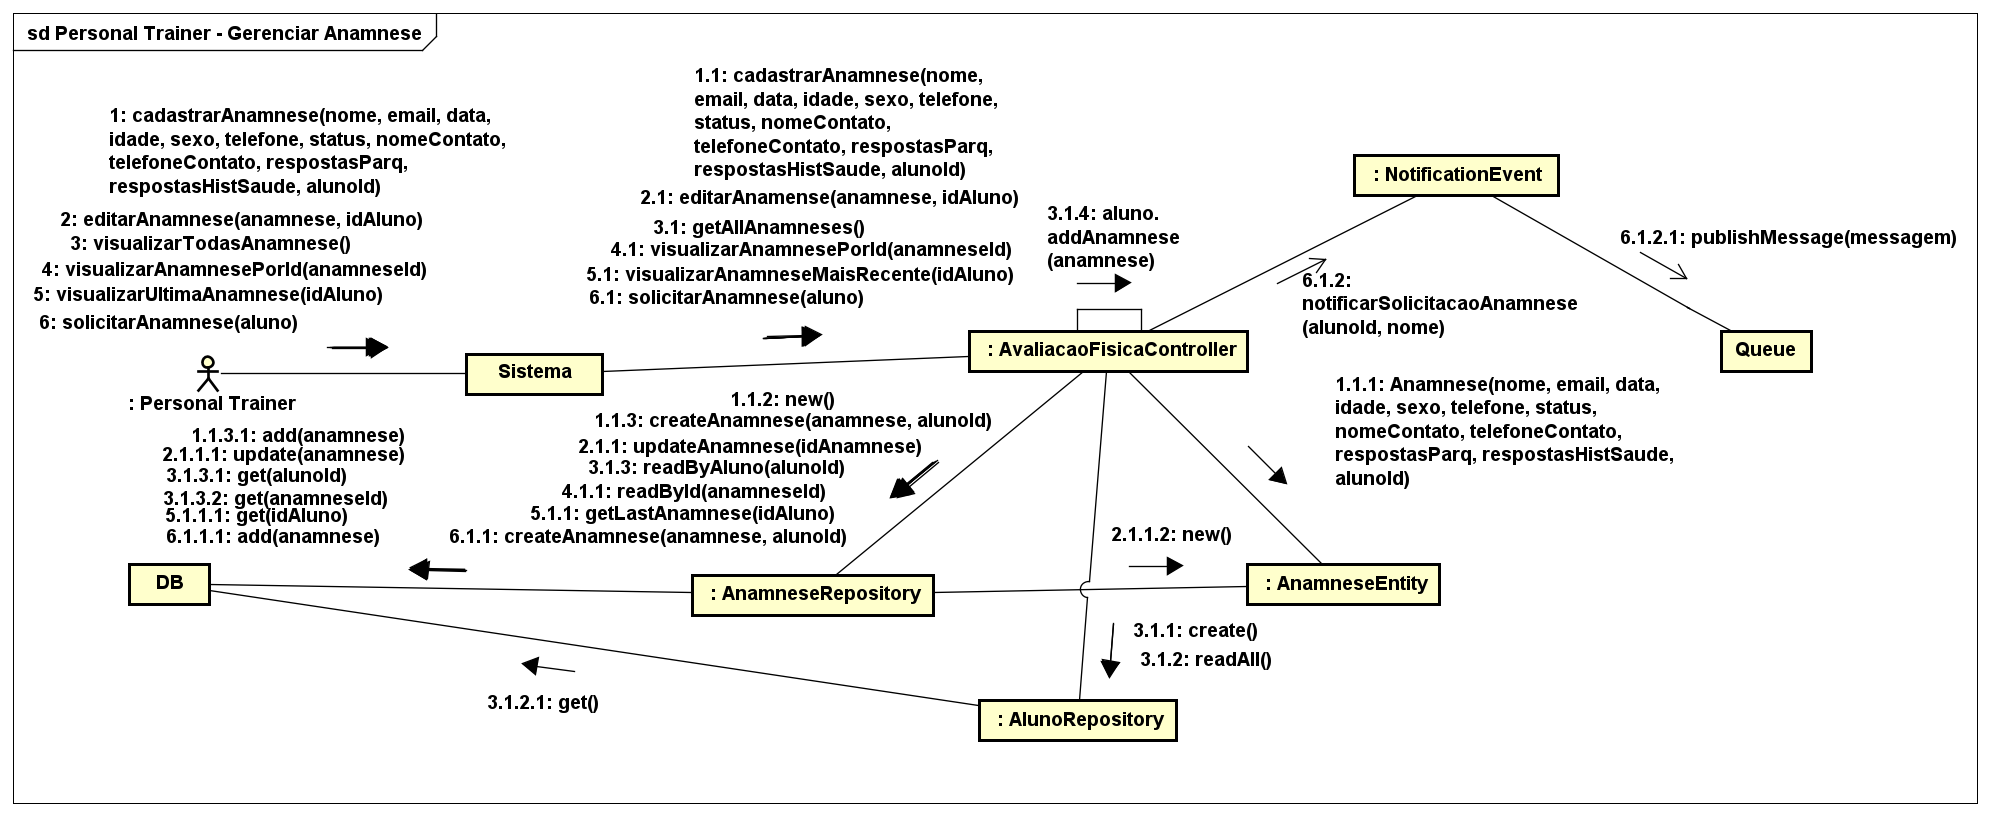 sd Personal Trainer - Gerenciar Anamnese
1: cadastrarAnamnese(nome, email, data,
idade, sexo, telefone, status, nomeContato,
telefoneContato, respostasParq,
respostasHistSaude, alunoId)
2: editarAnamnese(anamnese, idAluno)
3: visualizarTodasAnamnese()
4: visualizarAnamnesePorId(anamneseId)
5: visualizarUltimaAnamnese(idAluno)
6: solicitarAnamnese(aluno)
: Personal Trainer
Sistema
1.1: cadastrarAnamnese(nome,
email, data, idade, sexo, telefone,
status, nomeContato,
telefoneContato, respostasParq,
respostasHistSaude, alunoId)
2.1: editarAnamense(anamnese, idAluno)
3.1: getAllAnamneses()
4.1: visualizarAnamnesePorId(anamneseId)
5.1: visualizarAnamneseMaisRecente(idAluno)
6.1: solicitarAnamnese(aluno)
3.1.4: aluno.
addAnamnese
(anamnese)
: AvaliacaoFisicaController
: NotificationEvent
6.1.2:
notificarSolicitacaoAnamnese
(alunoId, nome)
6.1.2.1: publishMessage(messagem)
Queue
1.1.1: Anamnese(nome, email, data,
idade, sexo, telefone, status,
nomeContato, telefoneContato,
respostasParq, respostasHistSaude,
alunoId)
1.1.2: new()
1.1.3: createAnamnese(anamnese, alunoId)
2.1.1: updateAnamnese(idAnamnese)
3.1.3: readByAluno(alunoId)
4.1.1: readById(anamneseId)
5.1.1: getLastAnamnese(idAluno)
6.1.1: createAnamnese(anamnese, alunoId)
1.1.3.1: add(anamnese)
2.1.1.1: update(anamnese)
3.1.3.1: get(alunoId)
3.1.3.2: get(anamneseId)
5.1.1.1: get(idAluno)
6.1.1.1: add(anamnese)
DB
: AnamneseRepository
2.1.1.2: new()
: AnamneseEntity
3.1.1: create()
3.1.2: readAll()
3.1.2.1: get()
: AlunoRepository